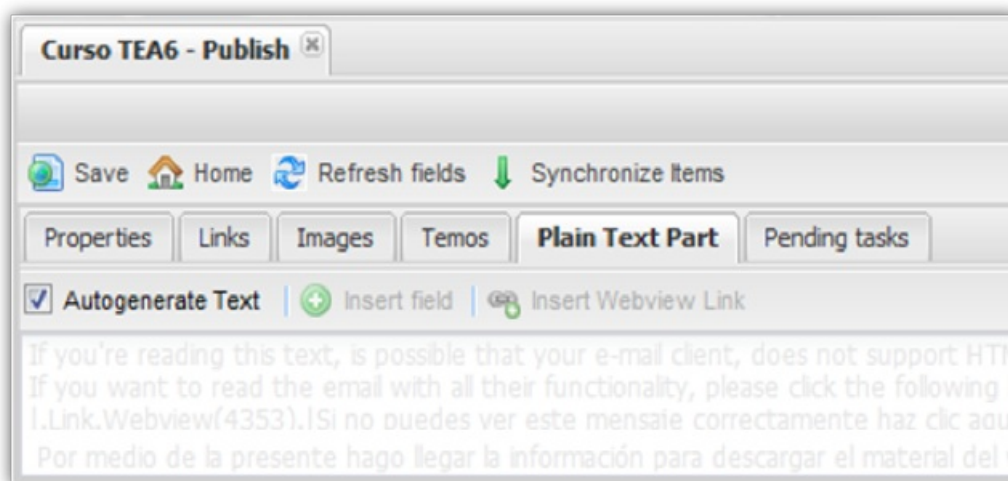 Curso TEA6 - Publish
Save Home Refresh fields Synchronize Items
Properties Links Images Temos Plain Text Part Pending tasks
Autogenerate Text Insert field Insert Webview Link
If you're reading this text, is possible that your e-mail client, does not support
If you want to read the email with all their functionality, please click the following
|.Link.Webview(4353).|Si no puedes ver este mensaje correctamente haz clic
Por medio de la presente hago llegar la información para descargar el material del